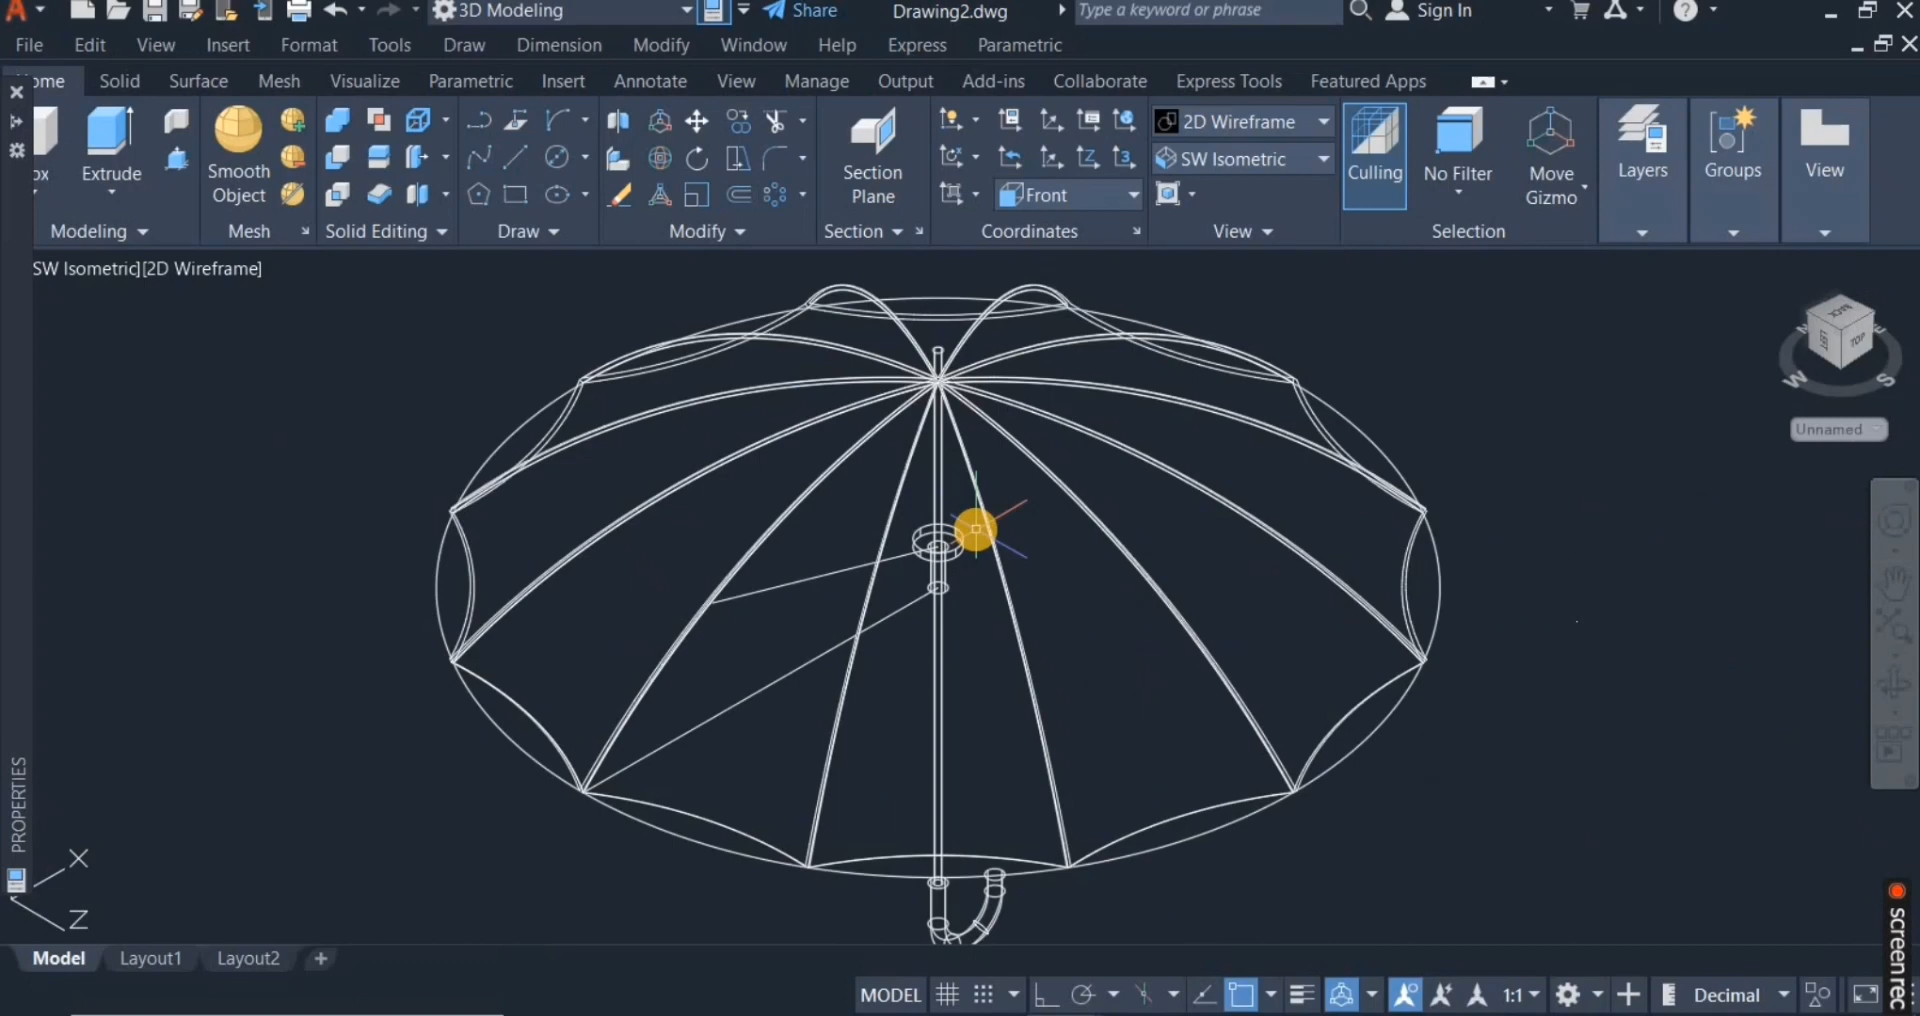 3D Modeling
Share
Drawing2.dwg
Type a keyword or phrase
Sign In
File Edit View Insert Format Tools Draw Dimension Modify Window Help Express Parametric
ome Solid Surface Mesh Visualize Parametric Insert Annotate View Manage Output Add-ins Collaborate Express Tools Featured Apps
ox
Extrude
Smooth
Object
Section
Plane
2D Wireframe
SW Isometric
Front
Culling
No Filter
Move
Gizmo
Layers
Groups
View
Modeling
Mesh
Solid Editing
Draw
Modify
Section
Coordinates
View
Selection
SW Isometric][2D Wireframe]
BACK
TOP
W
S
Unnamed
PROPERTIES
X
Z
screenrec
Model
Layout1
Layout2
+
MODEL
1:1
Decimal